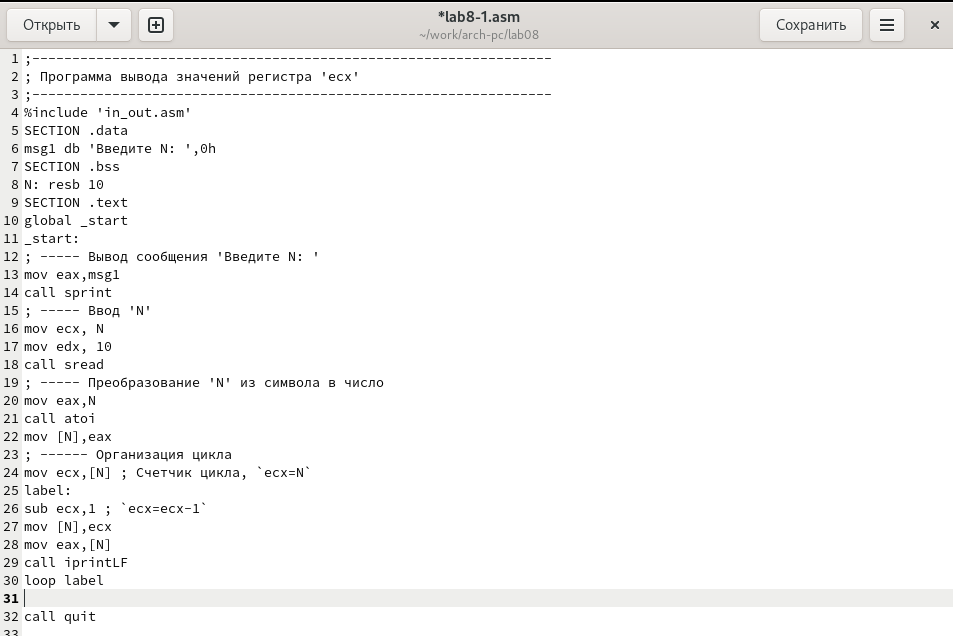 Открыть
*lab8-1.asm
~/work/arch-pc/lab08
Сохранить
1 ;-----------------------------------------------------------------
2 ; Программа вывода значений регистра 'ecx'
3 ;-----------------------------------------------------------------
4 %include 'in_out.asm'
5 SECTION .data
6 msg1 db 'Введите N: ',0h
7 SECTION .bss
8 N: resb 10
9 SECTION .text
10 global _start
11 _start:
12 ; ----- Вывод сообщения 'Введите N: '
13 mov eax,msg1
14 call sprint
15 ; ----- Ввод 'N'
16 mov ecx, N
17 mov edx, 10
18 call sread
19 ; ----- Преобразование 'N' из символа в число
20 mov eax,N
21 call atoi
22 mov [N],eax
23 ; ------ Организация цикла
24 mov ecx,[N] ; Счетчик цикла, `ecx=N`
25 label:
26 sub ecx,1 ; `ecx=ecx-1`
27 mov [N],ecx
28 mov eax,[N]
29 call iprintLF
30 loop label
31
32 call quit
33